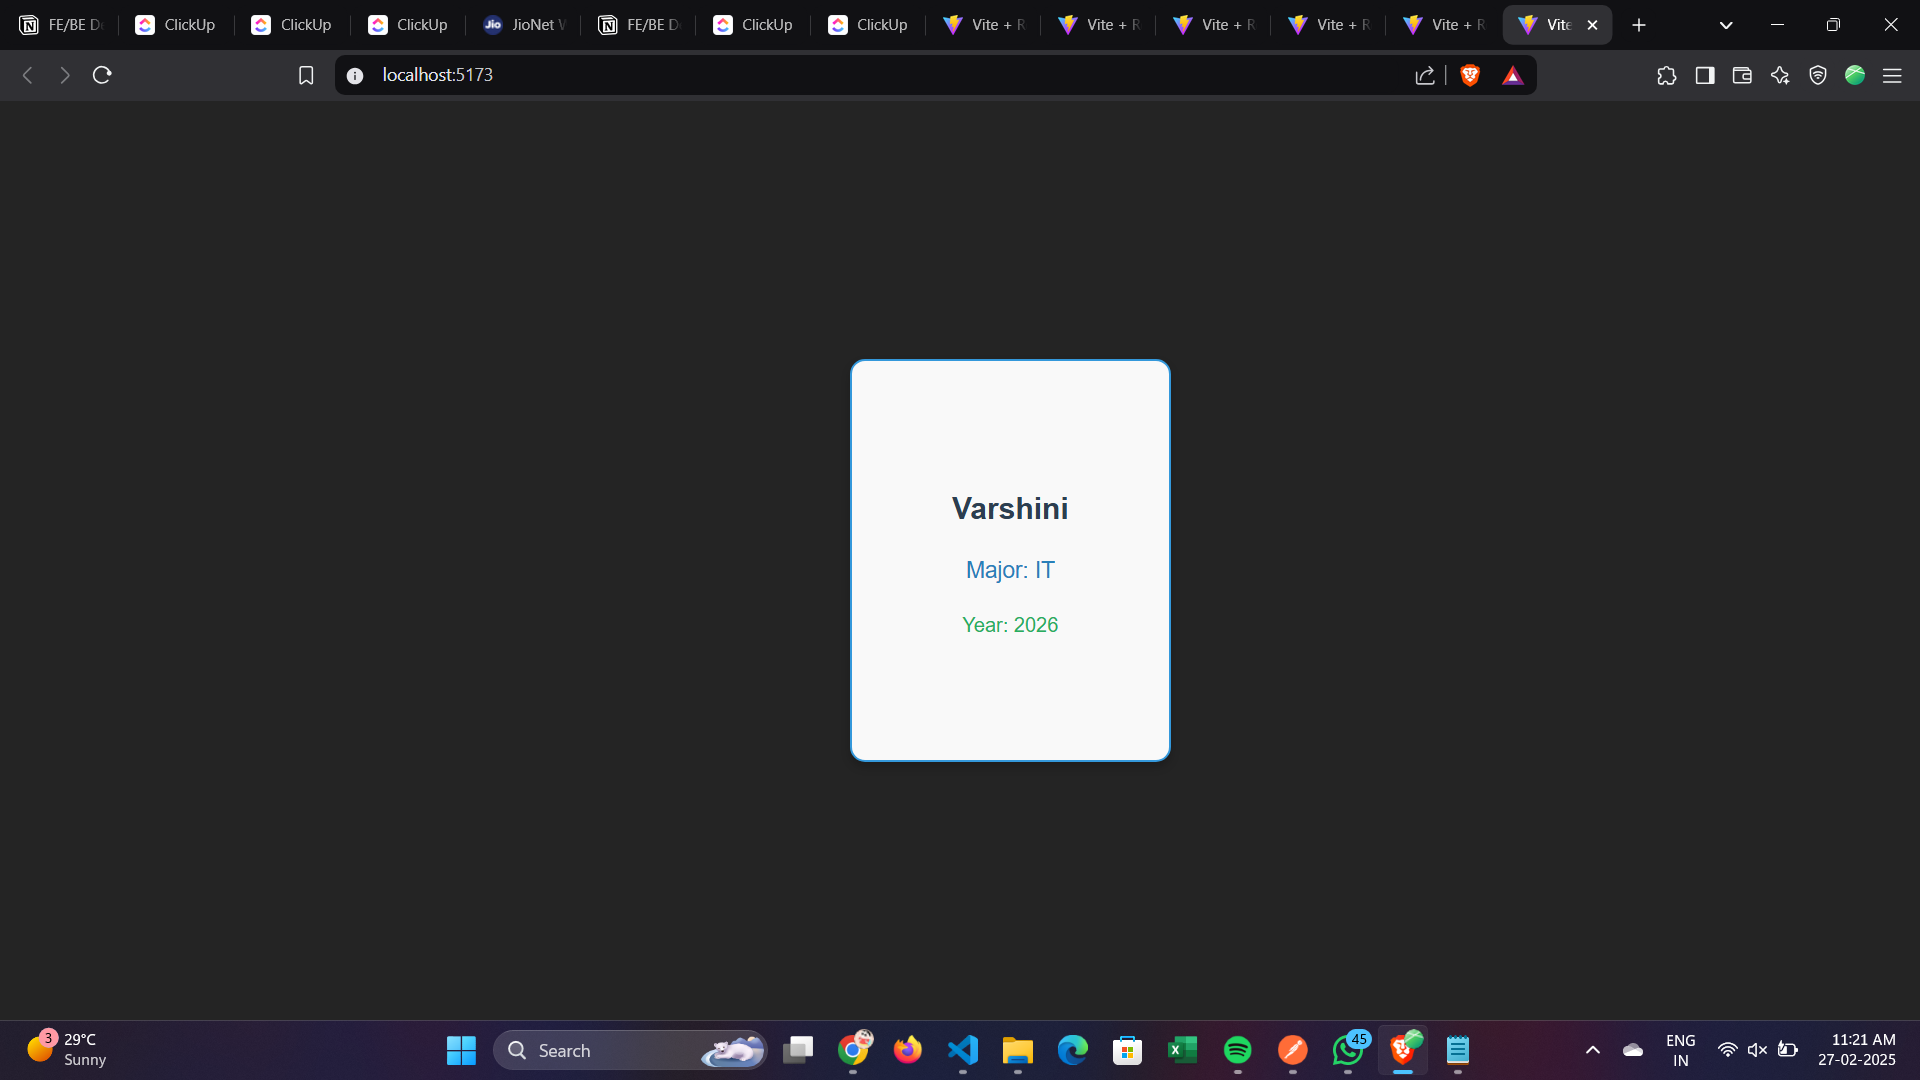 FE/BE D
ClickUp
ClickUp
ClickUp
Jio
JioNet W
FE/BE D
ClickUp
ClickUp
Vite + R
Vite + R
Vite + R
Vite + R
Vite + R
Vite
localhost:5173
Varshini
Major: IT
Year: 2026
3
29°C
Sunny
Search
45
ENG
IN
11:21 AM
27-02-2025